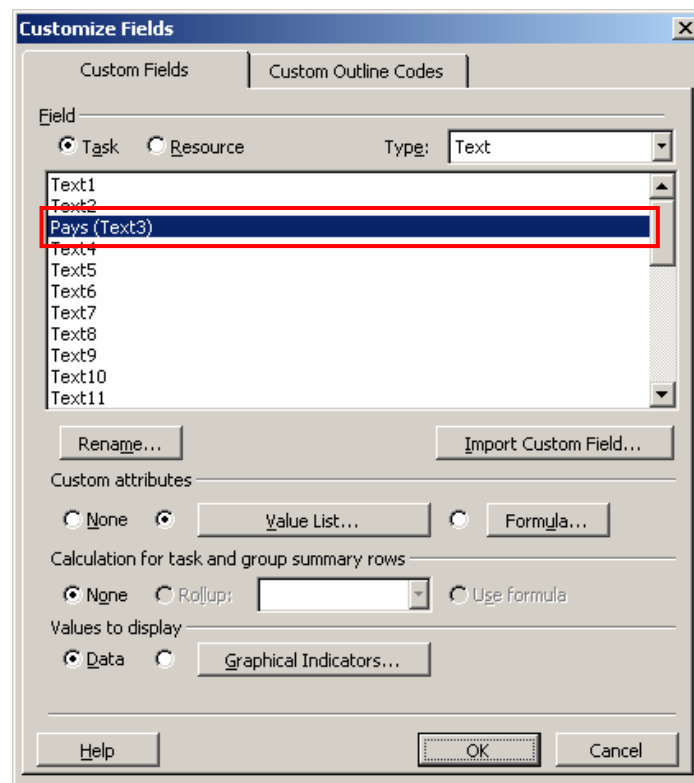 Customize Fields
Custom Fields Custom Outline Codes
Field
Task Resource Type: Text
Text1
Text2
Pays (Text3)
Text4
Text5
Text6
Text7
Text8
Text9
Text10
Text11
Rename... Import Custom Field...
Custom attributes
None Value List... Formula...
Calculation for task and group summary rows
None Rollup: Use formula
Values to display
Data Graphical Indicators...
Help OK Cancel